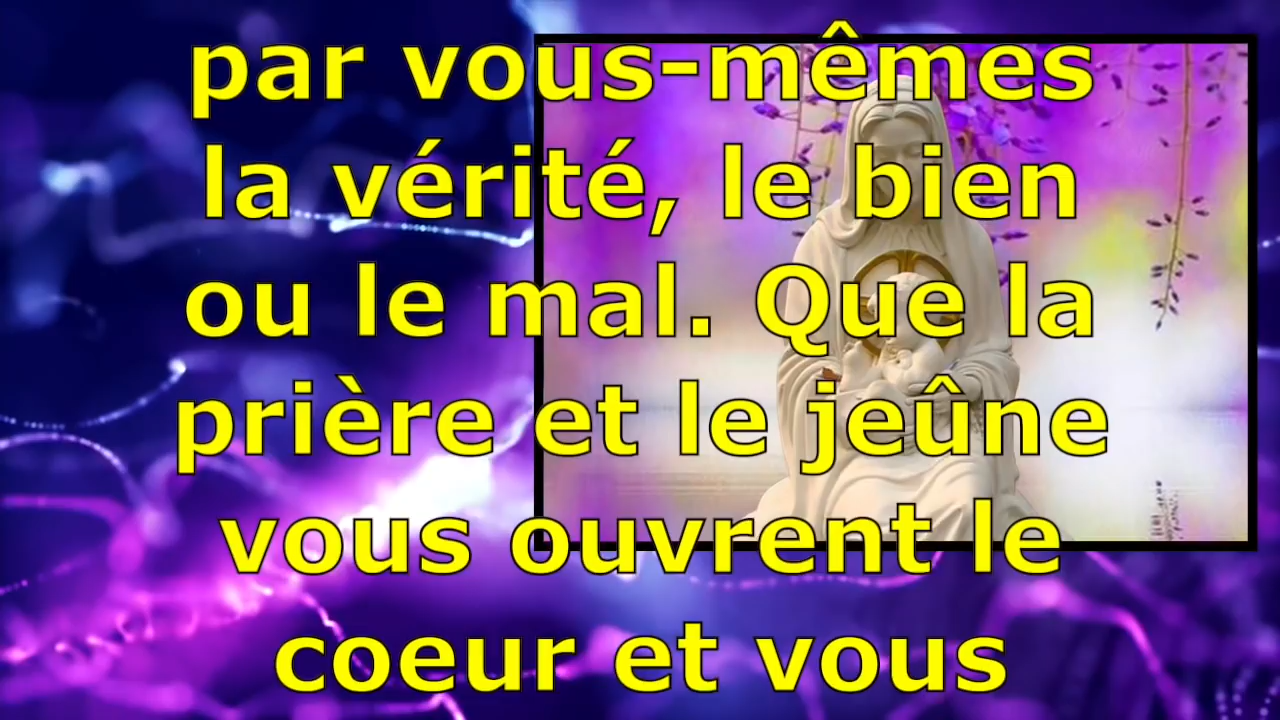 par vous-mêmes
la vérité, le bien
ou le mal. Que la
prière et le jeûne
vous ouvrent le
coeur et vous